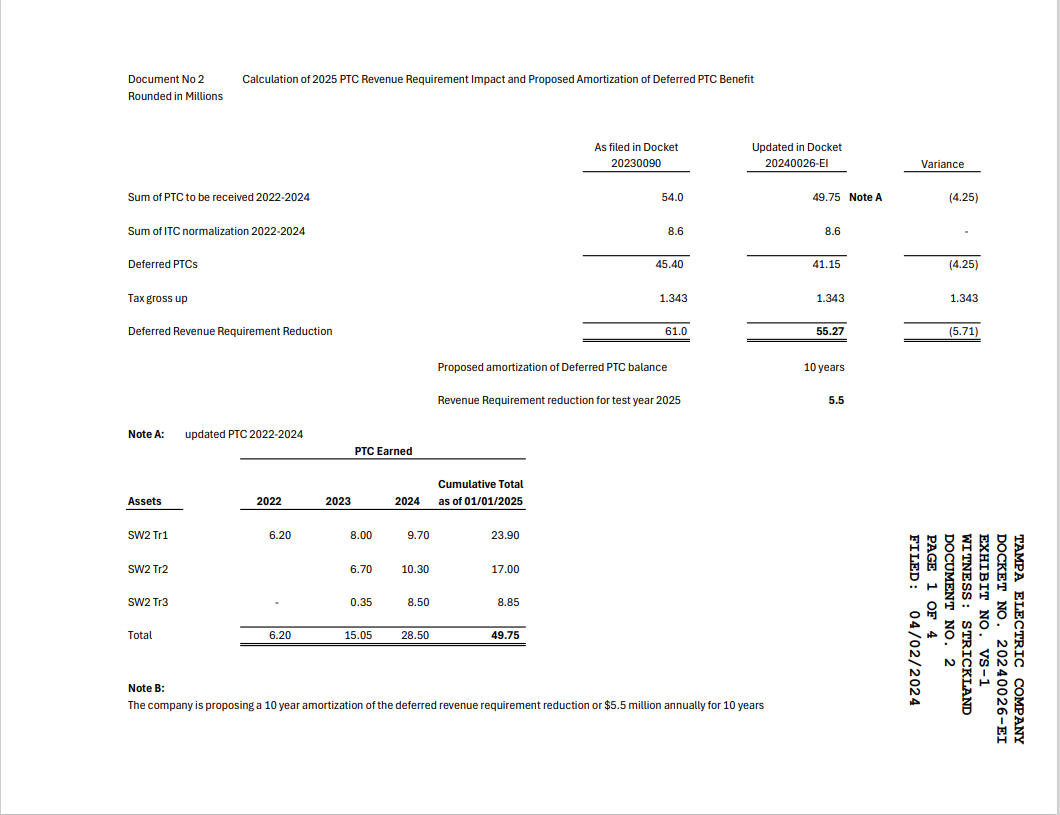 Document No 2 Calculation of 2025 PTC Revenue Requirement Impact and Proposed Amortization of Deferred PTC Benefit
Rounded in Millions
As filed in Docket Updated in Docket
20230090 20240026-EI Variance
Sum of PTC to be received 2022-2024 54.0 49.75 Note A (4.25)
Sum of ITC normalization 2022-2024 8.6 8.6 -
Deferred PTCs 45.40 41.15 (4.25)
Tax gross up 1.343 1.343 1.343
Deferred Revenue Requirement Reduction 61.0 55.27 (5.71)
Proposed amortization of Deferred PTC balance 10 years
Revenue Requirement reduction for test year 2025 5.5
Note A: updated PTC 2022-2024
PTC Earned
Cumulative Total
Assets 2022 2023 2024 as of 01/01/2025
SW2 Tr1 6.20 8.00 9.70 23.90
SW2 Tr2 6.70 10.30 17.00
SW2 Tr3 - 0.35 8.50 8.85
Total 6.20 15.05 28.50 49.75
Note B:
The company is proposing a 10 year amortization of the deferred revenue requirement reduction or $5.5 million annually for 10 years
TAMPA ELECTRIC COMPANY
DOCKET NO. 20240026-EI
EXHIBIT NO. VS-1
WITNESS: STRICKLAND
DOCUMENT NO. 2
PAGE 1 OF 4
FILED: 04/02/2024